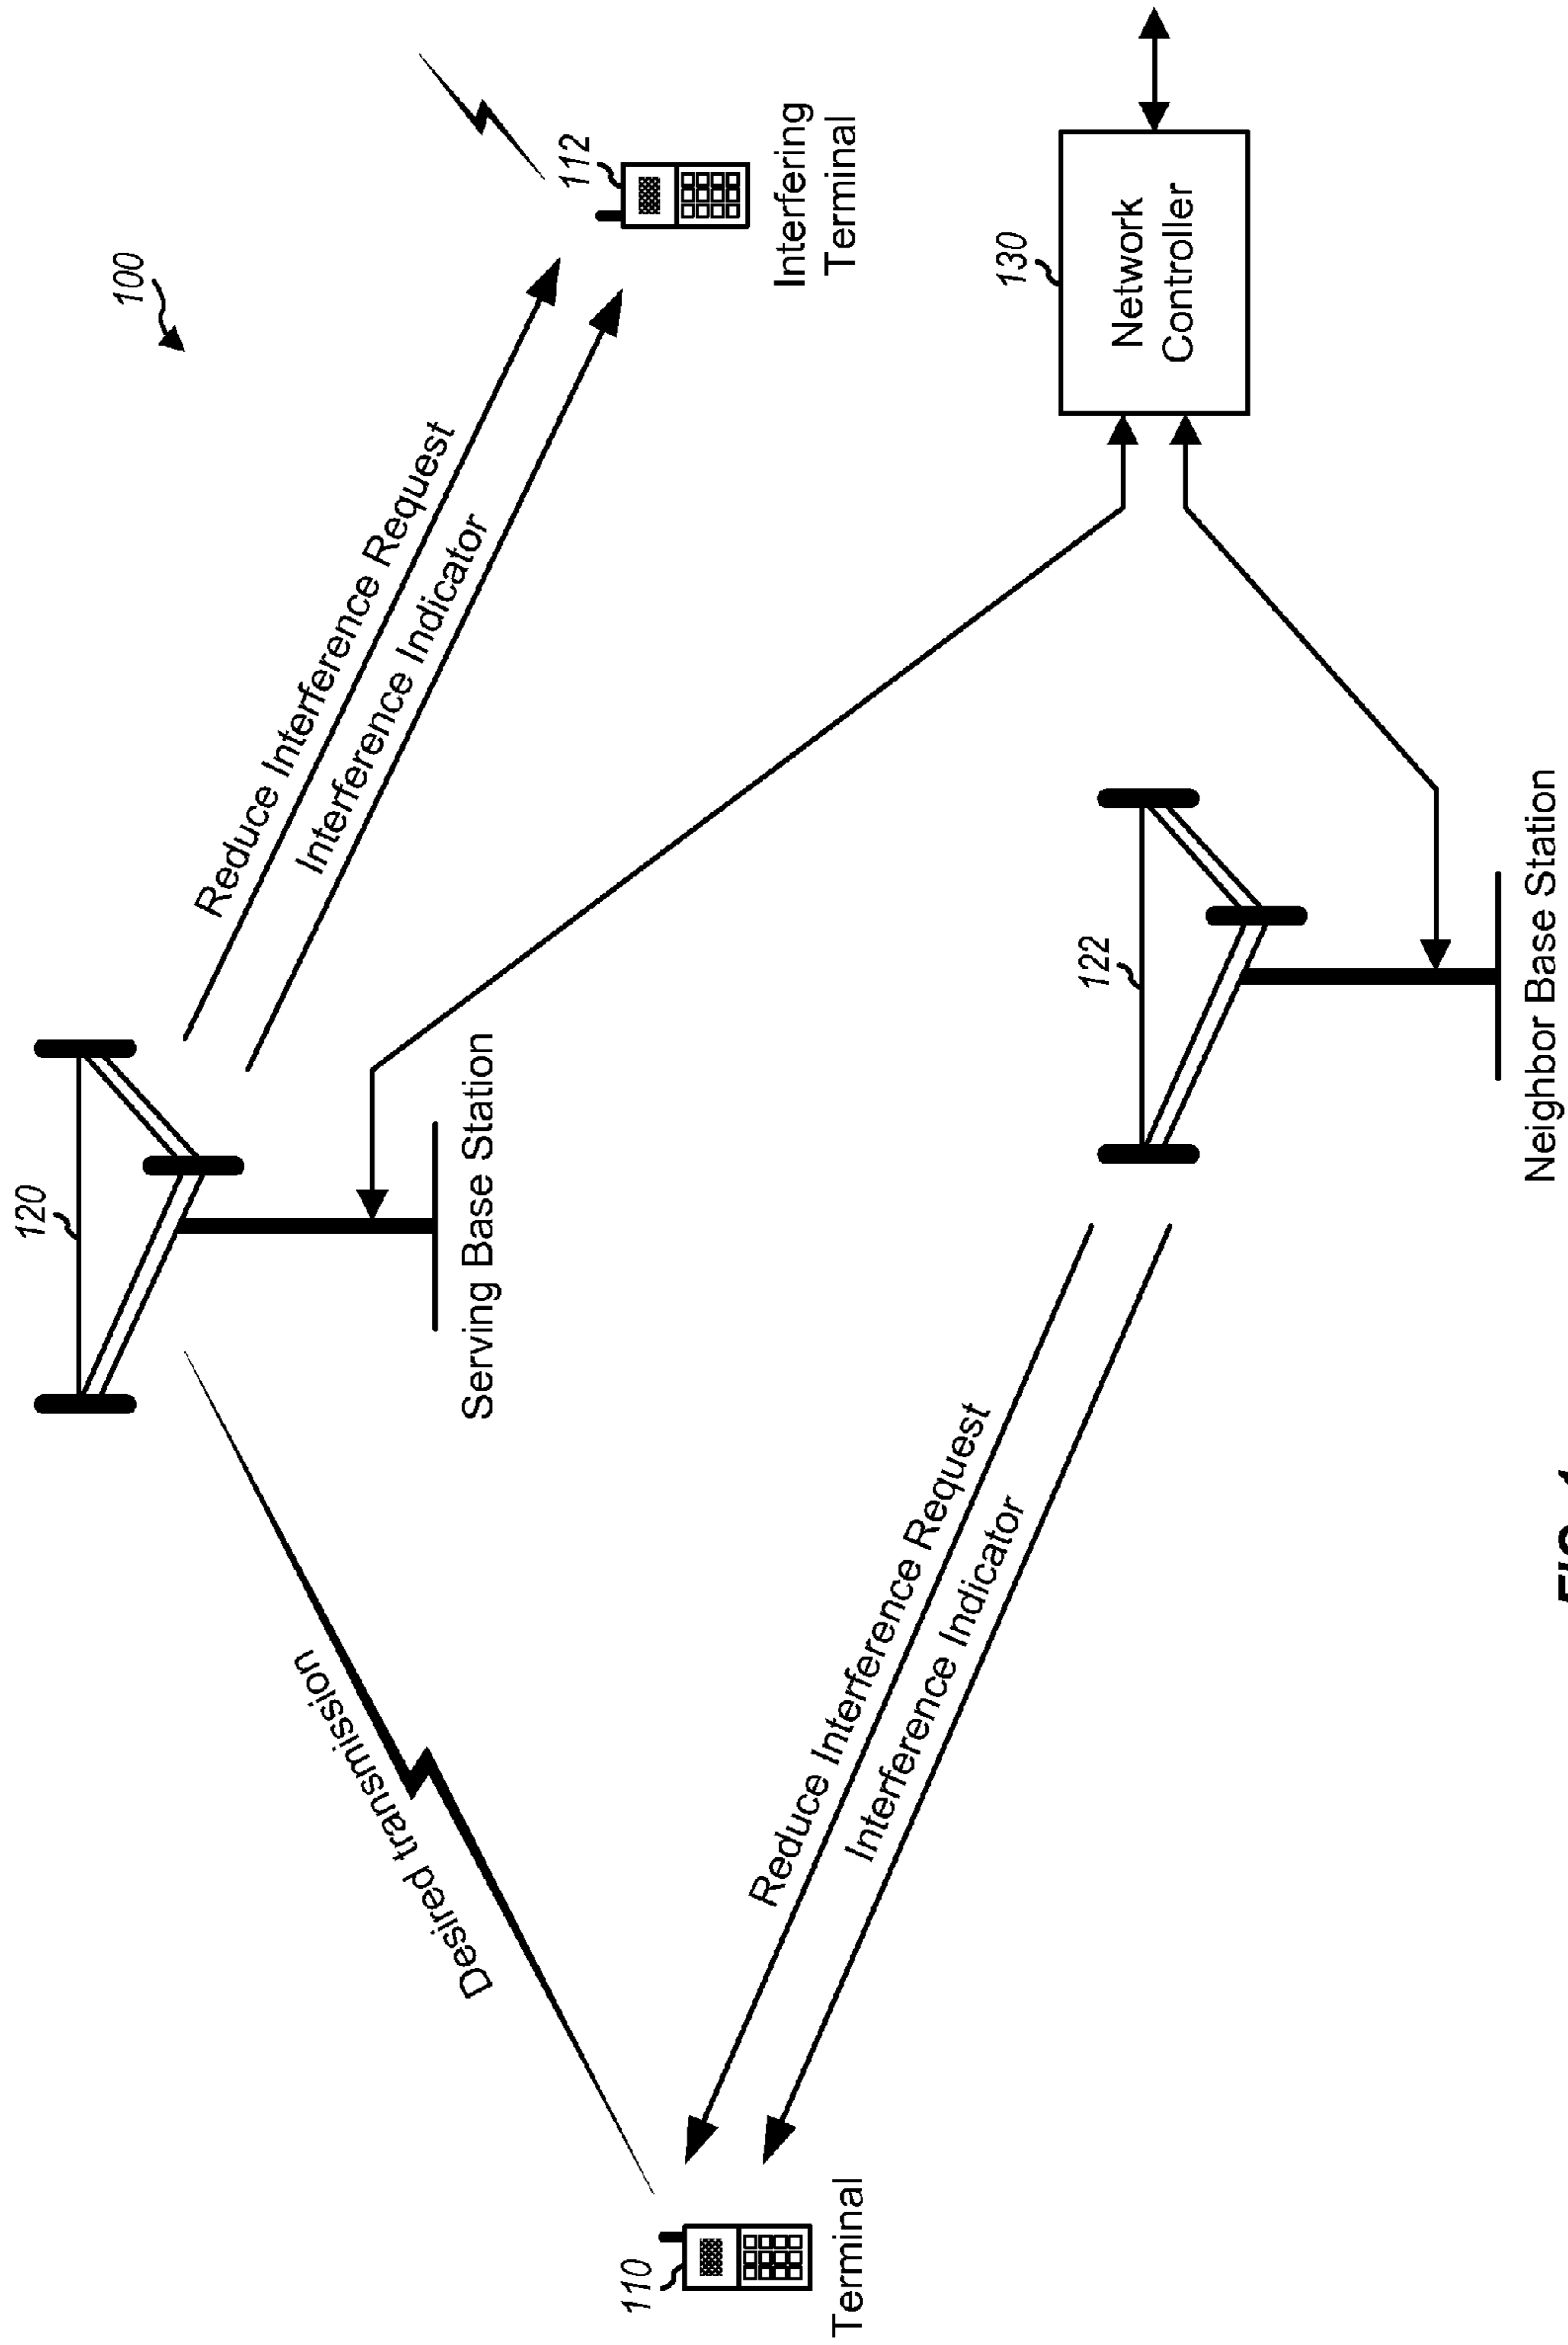 100
120
Serving Base Station
Desired transmission
Reduce Interference Request
Interference Indicator
112
Interfering
Terminal
110
Terminal
Reduce Interference Request
Interference Indicator
122
Neighbor Base Station
130
Network
Controller